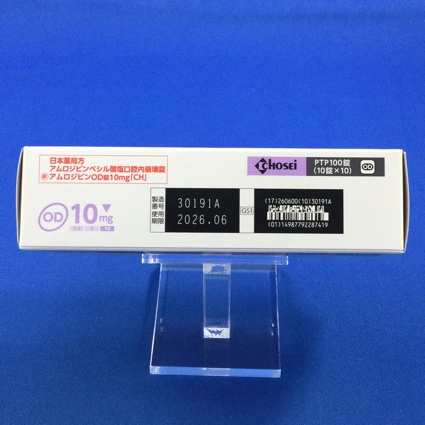 日本薬局方
アムロジピンベシル酸塩口腔内崩壊錠
アムロジピンOD錠10mg「CH」
CHOSEI
PTP100錠
(10錠×10)
OD
OD 10mg
製造番号 30191A
使用期限 2026.06
GS1
(17)260600(10)30191A
(01)14987792287419